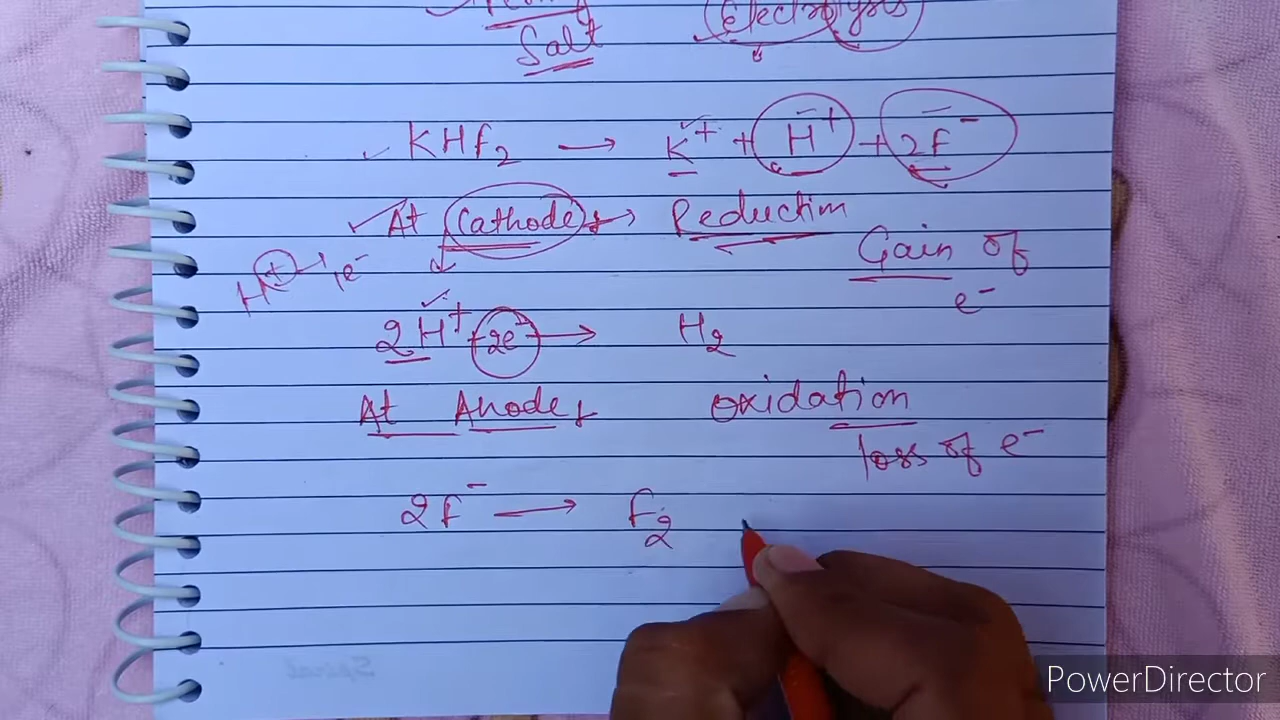 Salt Electrolysis
KHf2 → K+ + H+ + 2f-
At Cathode → Reduction
Gain of e-
H+ → 1e-
2H+ + 2e- → H2
At Anode, oxidation
loss of e-
2f- → f2
Spiral
PowerDirector